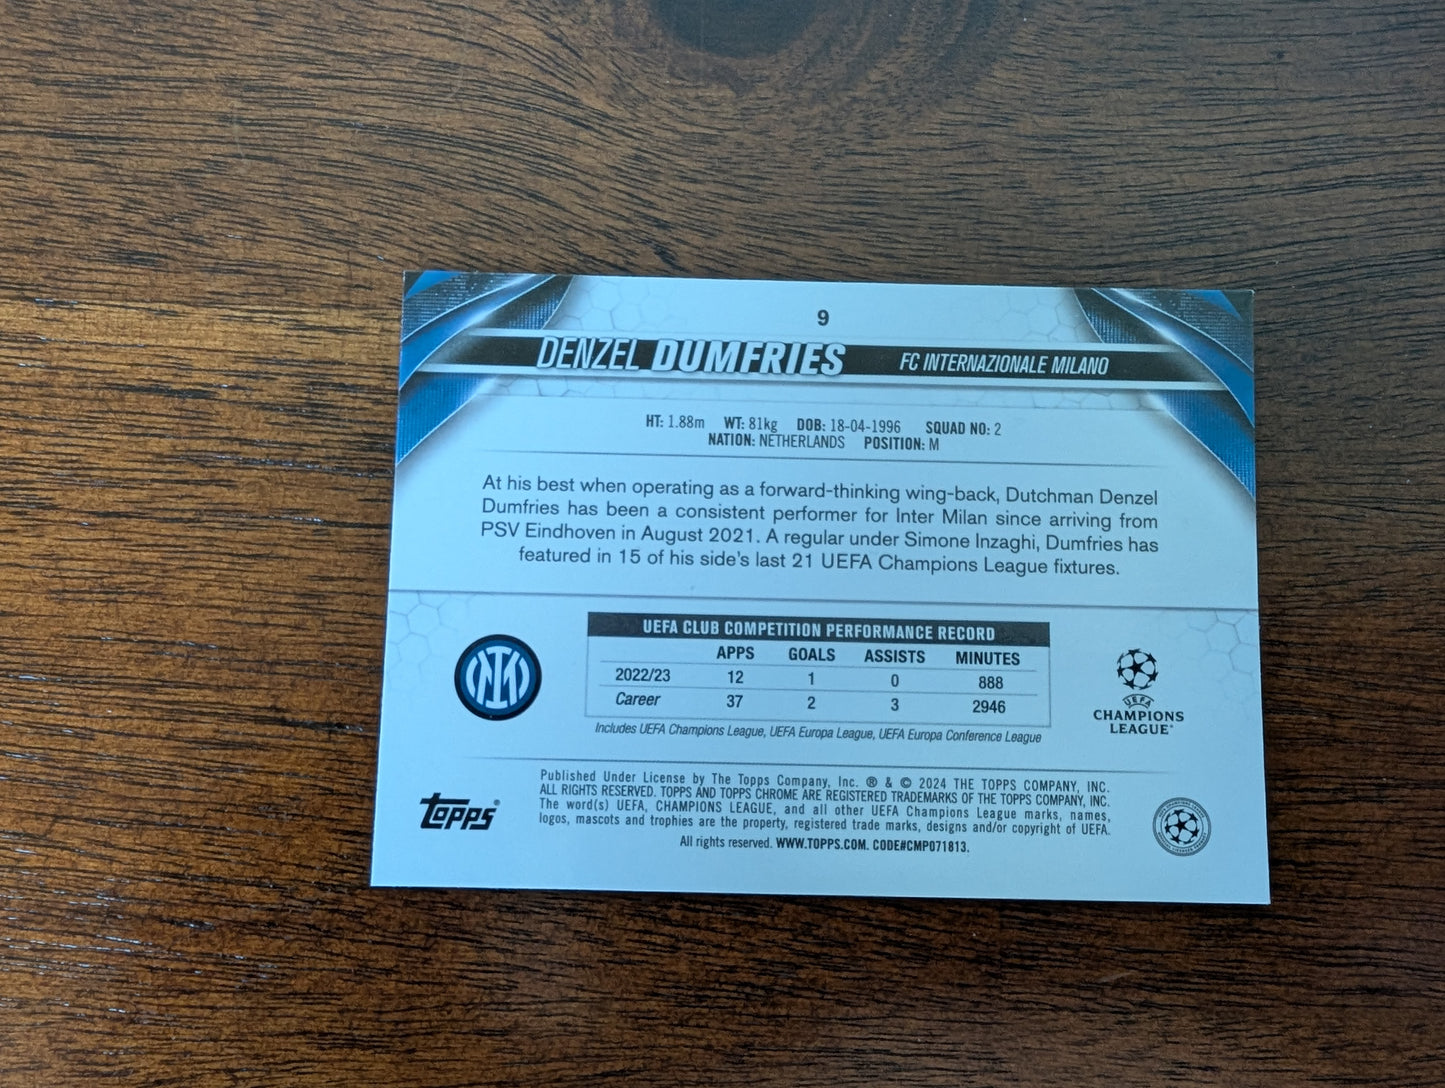 9
DENZEL DUMFRIES FC INTERNAZIONALE MILANO
HT: 1.88m WT: 81kg DOB: 18-04-1996 SQUAD NO: 2
NATION: NETHERLANDS POSITION: M
At his best when operating as a forward-thinking wing-back, Dutchman Denzel
Dumfries has been a consistent performer for Inter Milan since arriving from
PSV Eindhoven in August 2021. A regular under Simone Inzaghi, Dumfries has
featured in 15 of his side's last 21 UEFA Champions League fixtures.
UEFA CLUB COMPETITION PERFORMANCE RECORD
APPS GOALS ASSISTS MINUTES
2022/23 12 1 0 888
Career 37 2 3 2946
Includes UEFA Champions League, UEFA Europa League, UEFA Europa Conference League
UEFA
CHAMPIONS
LEAGUE®
topps®
Published Under License by The Topps Company, Inc. ® & © 2024 THE TOPPS COMPANY, INC.
ALL RIGHTS RESERVED. TOPPS AND TOPPS CHROME ARE REGISTERED TRADEMARKS OF THE TOPPS COMPANY, INC.
The word(s) UEFA, CHAMPIONS LEAGUE, and all other UEFA Champions League marks, names,
logos, mascots and trophies are the property, registered trade marks, designs and/or copyright of UEFA.
All rights reserved. WWW.TOPPS.COM. CODE#CMP071813.